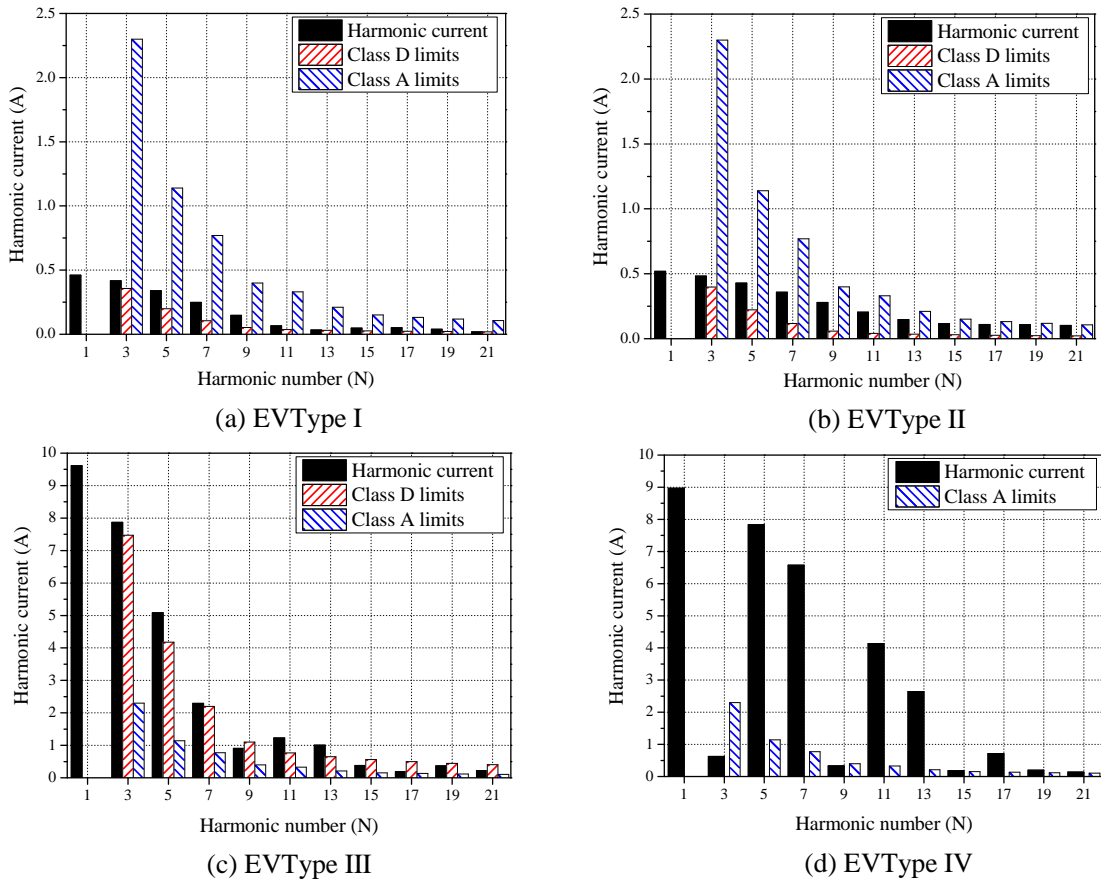 Harmonic current (A)
2.5
2.0
1.5
1.0
0.5
0.0
Harmonic current
Class D limits
Class A limits
1 3 5 7 9 11 13 15 17 19 21
Harmonic number (N)
(a) EVType I
Harmonic current (A)
2.5
2.0
1.5
1.0
0.5
0.0
Harmonic current
Class D limits
Class A limits
1 3 5 7 9 11 13 15 17 19 21
Harmonic number (N)
(b) EVType II
Harmonic current (A)
10
9
8
7
6
5
4
3
2
1
0
Harmonic current
Class D limits
Class A limits
1 3 5 7 9 11 13 15 17 19 21
Harmonic number (N)
(c) EVType III
Harmonic current (A)
10
9
8
7
6
5
4
3
2
1
0
Harmonic current
Class A limits
1 3 5 7 9 11 13 15 17 19 21
Harmonic number (N)
(d) EVType IV